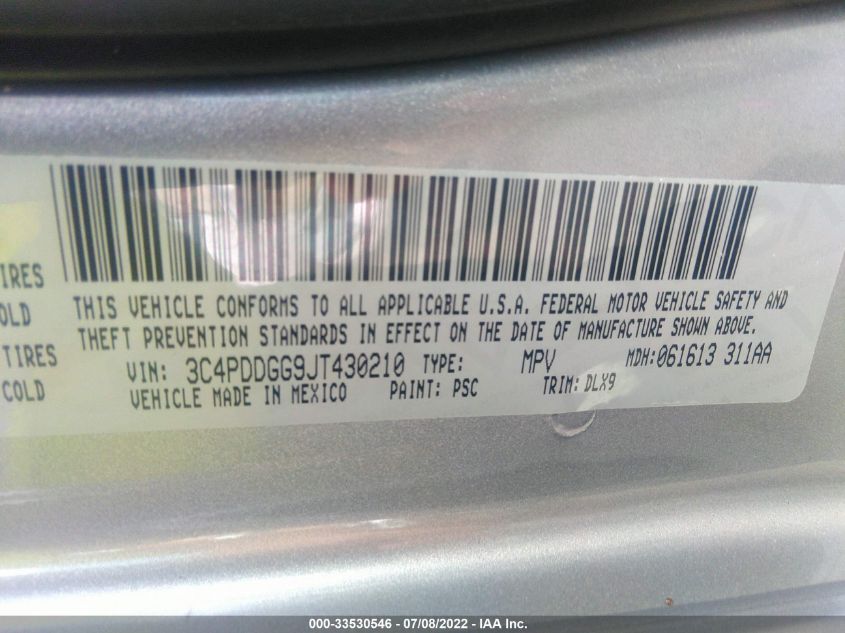 THIS VEHICLE CONFORMS TO ALL APPLICABLE U.S.A. FEDERAL MOTOR VEHICLE SAFETY AND
THEFT PREVENTION STANDARDS IN EFFECT ON THE DATE OF MANUFACTURE SHOWN ABOVE.
VIN: 3C4PDDGG9JT430210 TYPE: MPV MDH:061613 311AA
VEHICLE MADE IN MEXICO PAINT: PSC TRIM: DLX9
IRES
OLD
TIRES
COLD
000-33530546 - 07/08/2022 - IAA Inc.